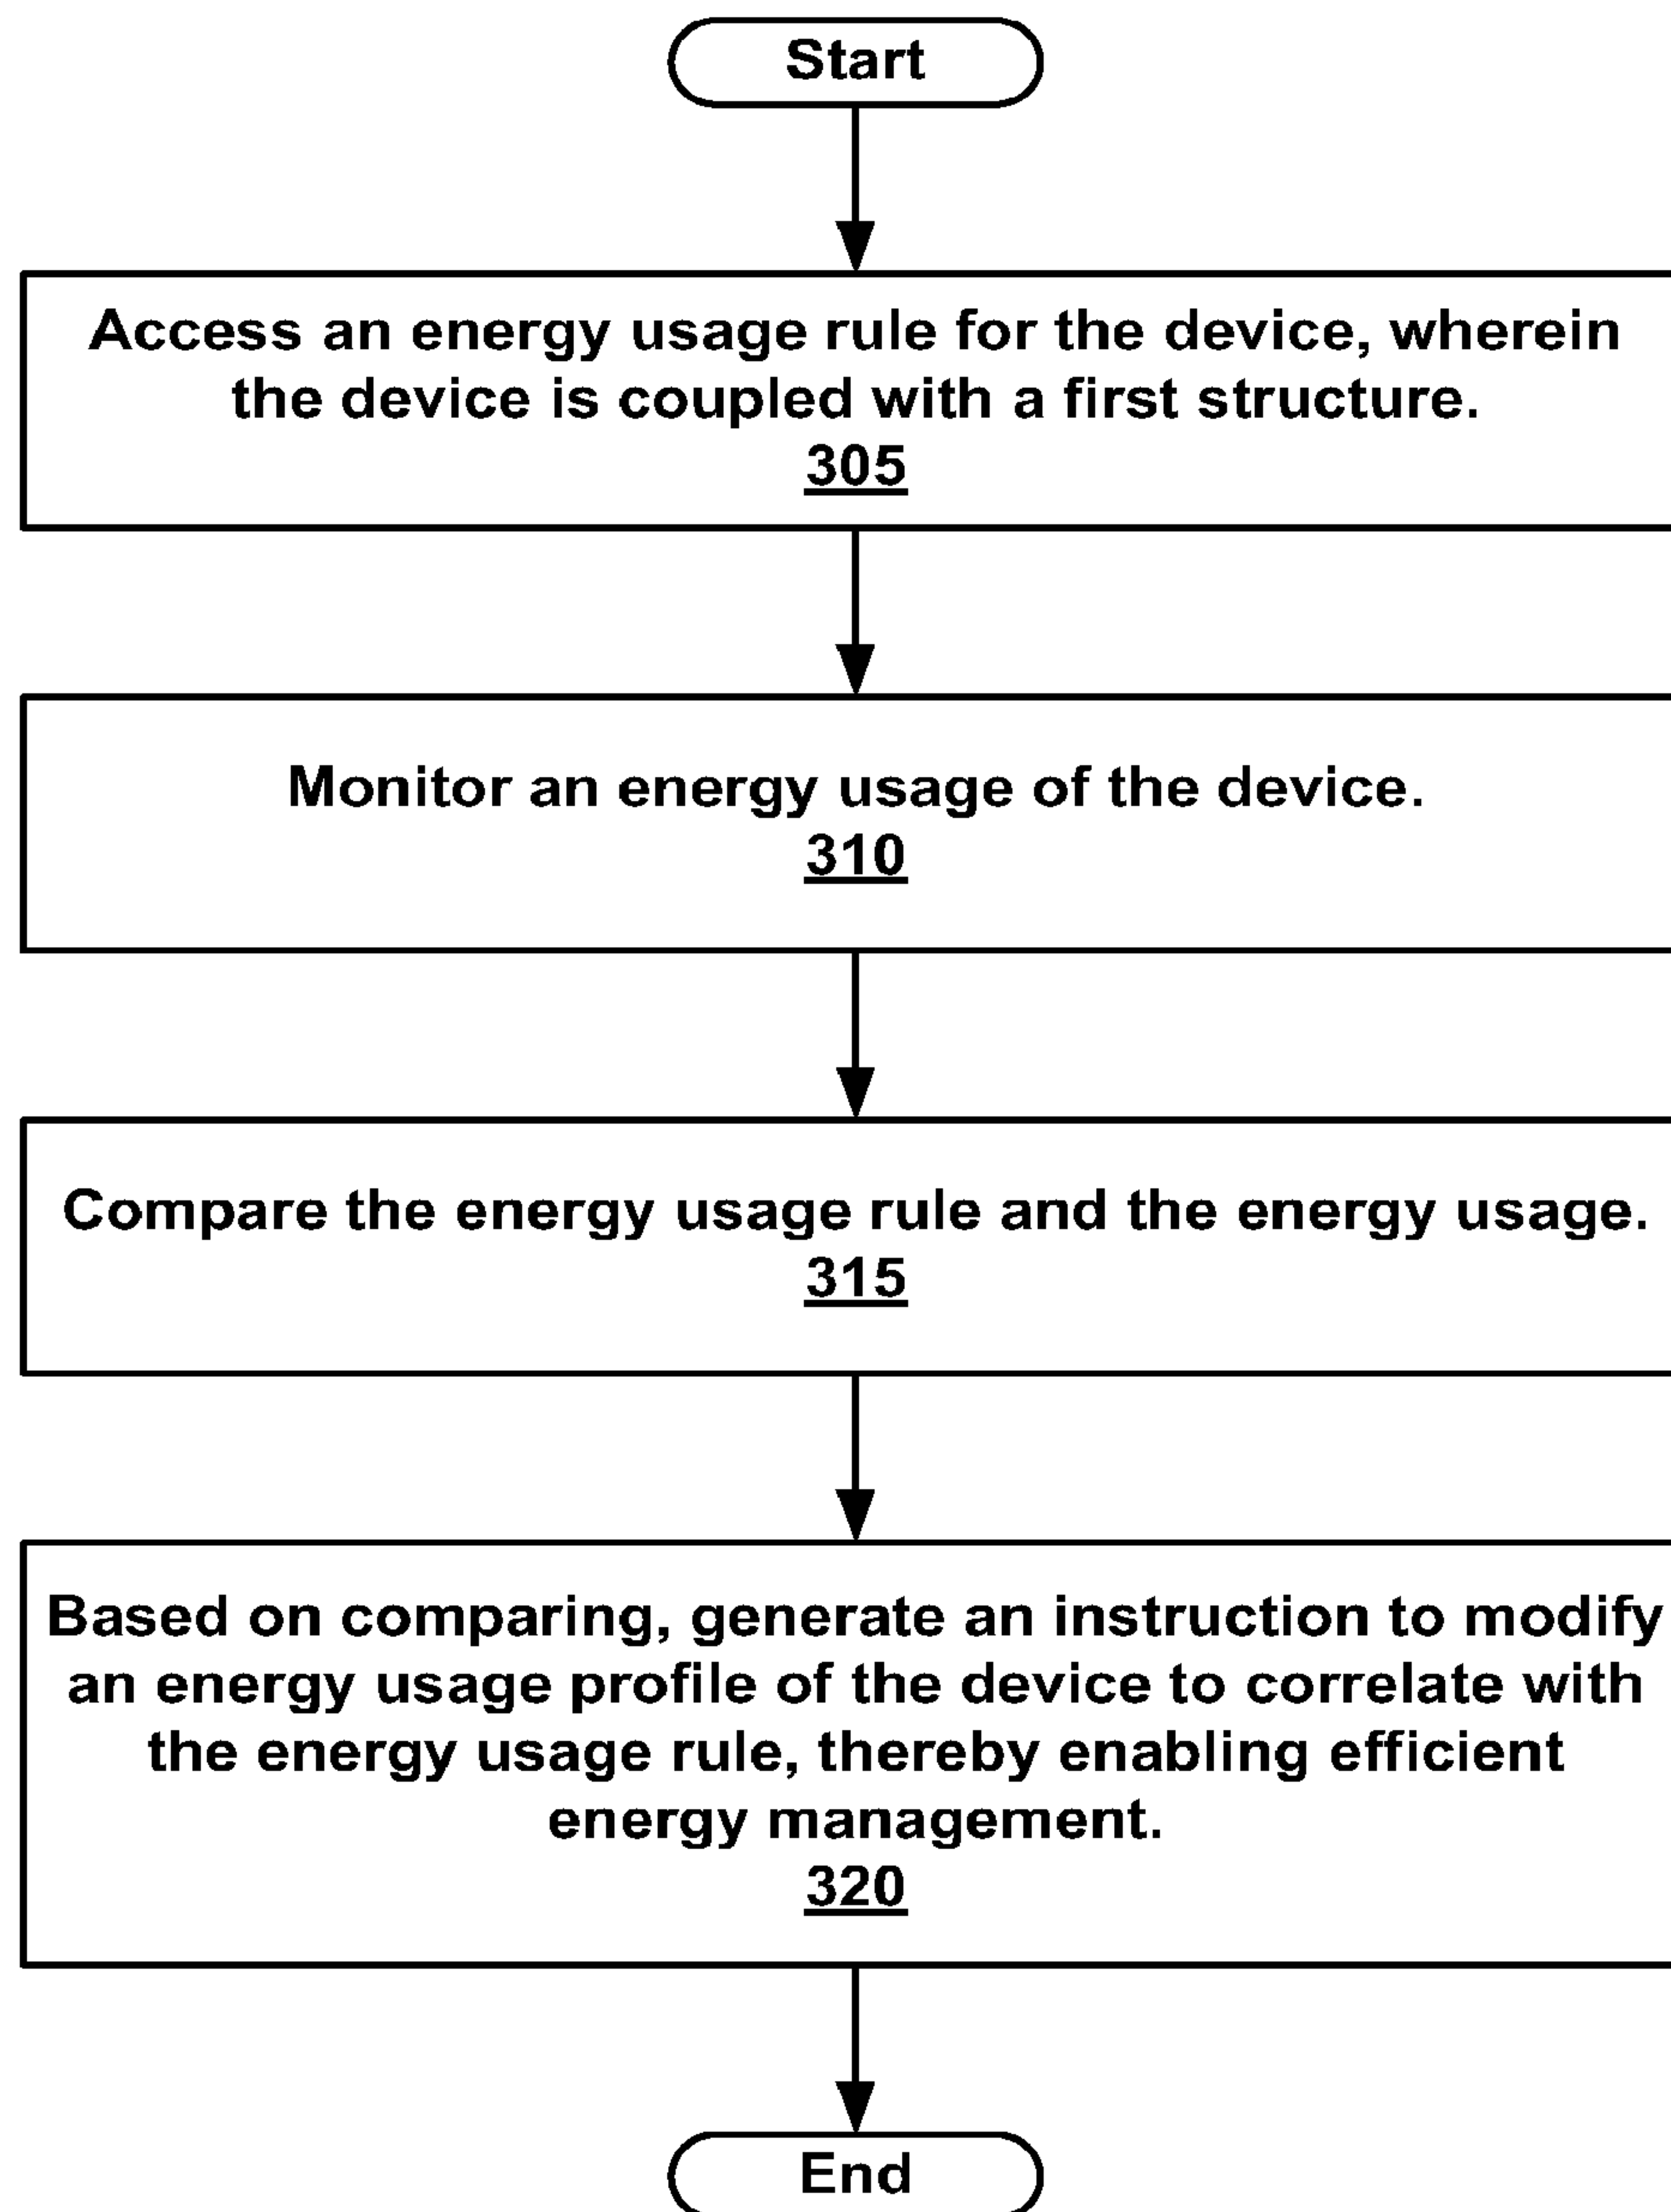 Start
Access an energy usage rule for the device, wherein
the device is coupled with a first structure.
305
Monitor an energy usage of the device.
310
Compare the energy usage rule and the energy usage.
315
Based on comparing, generate an instruction to modify
an energy usage profile of the device to correlate with
the energy usage rule, thereby enabling efficient
energy management.
320
End